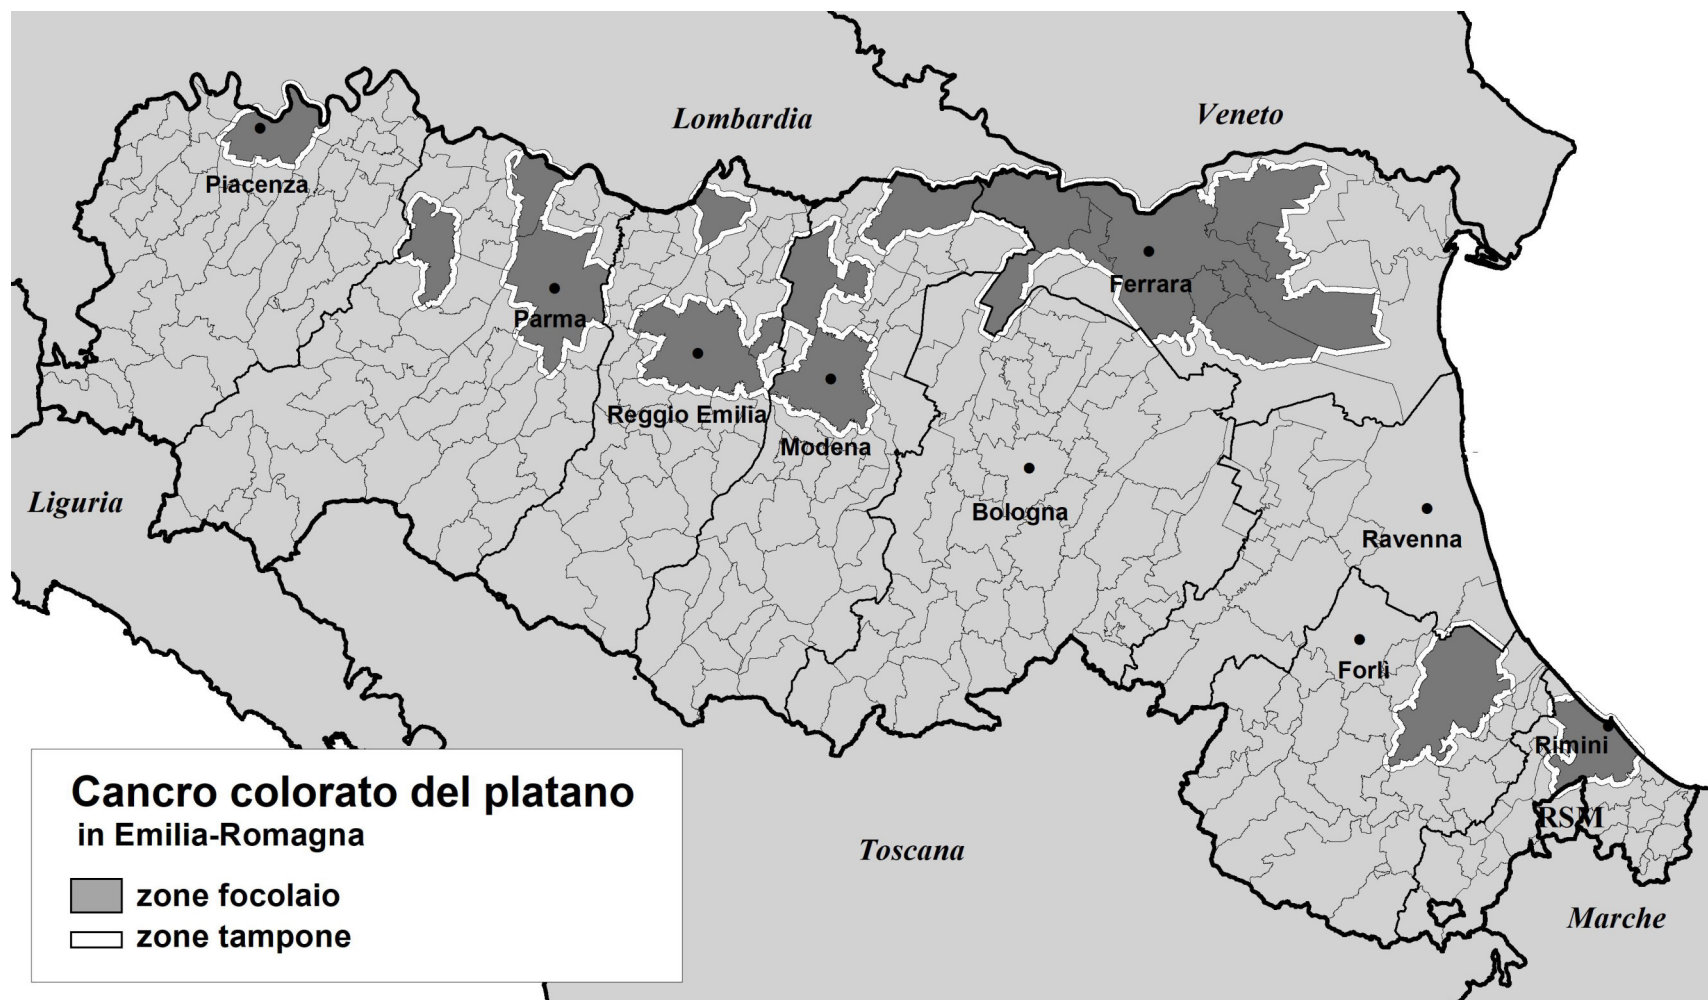 Lombardia
Veneto
Piacenza
Ferrara
Parma
Reggio Emilia
Modena
Liguria
Bologna
Ravenna
Forlì
Rimini
RSM
Toscana
Marche
Cancro colorato del platano
in Emilia-Romagna
zone focolaio
zone tampone